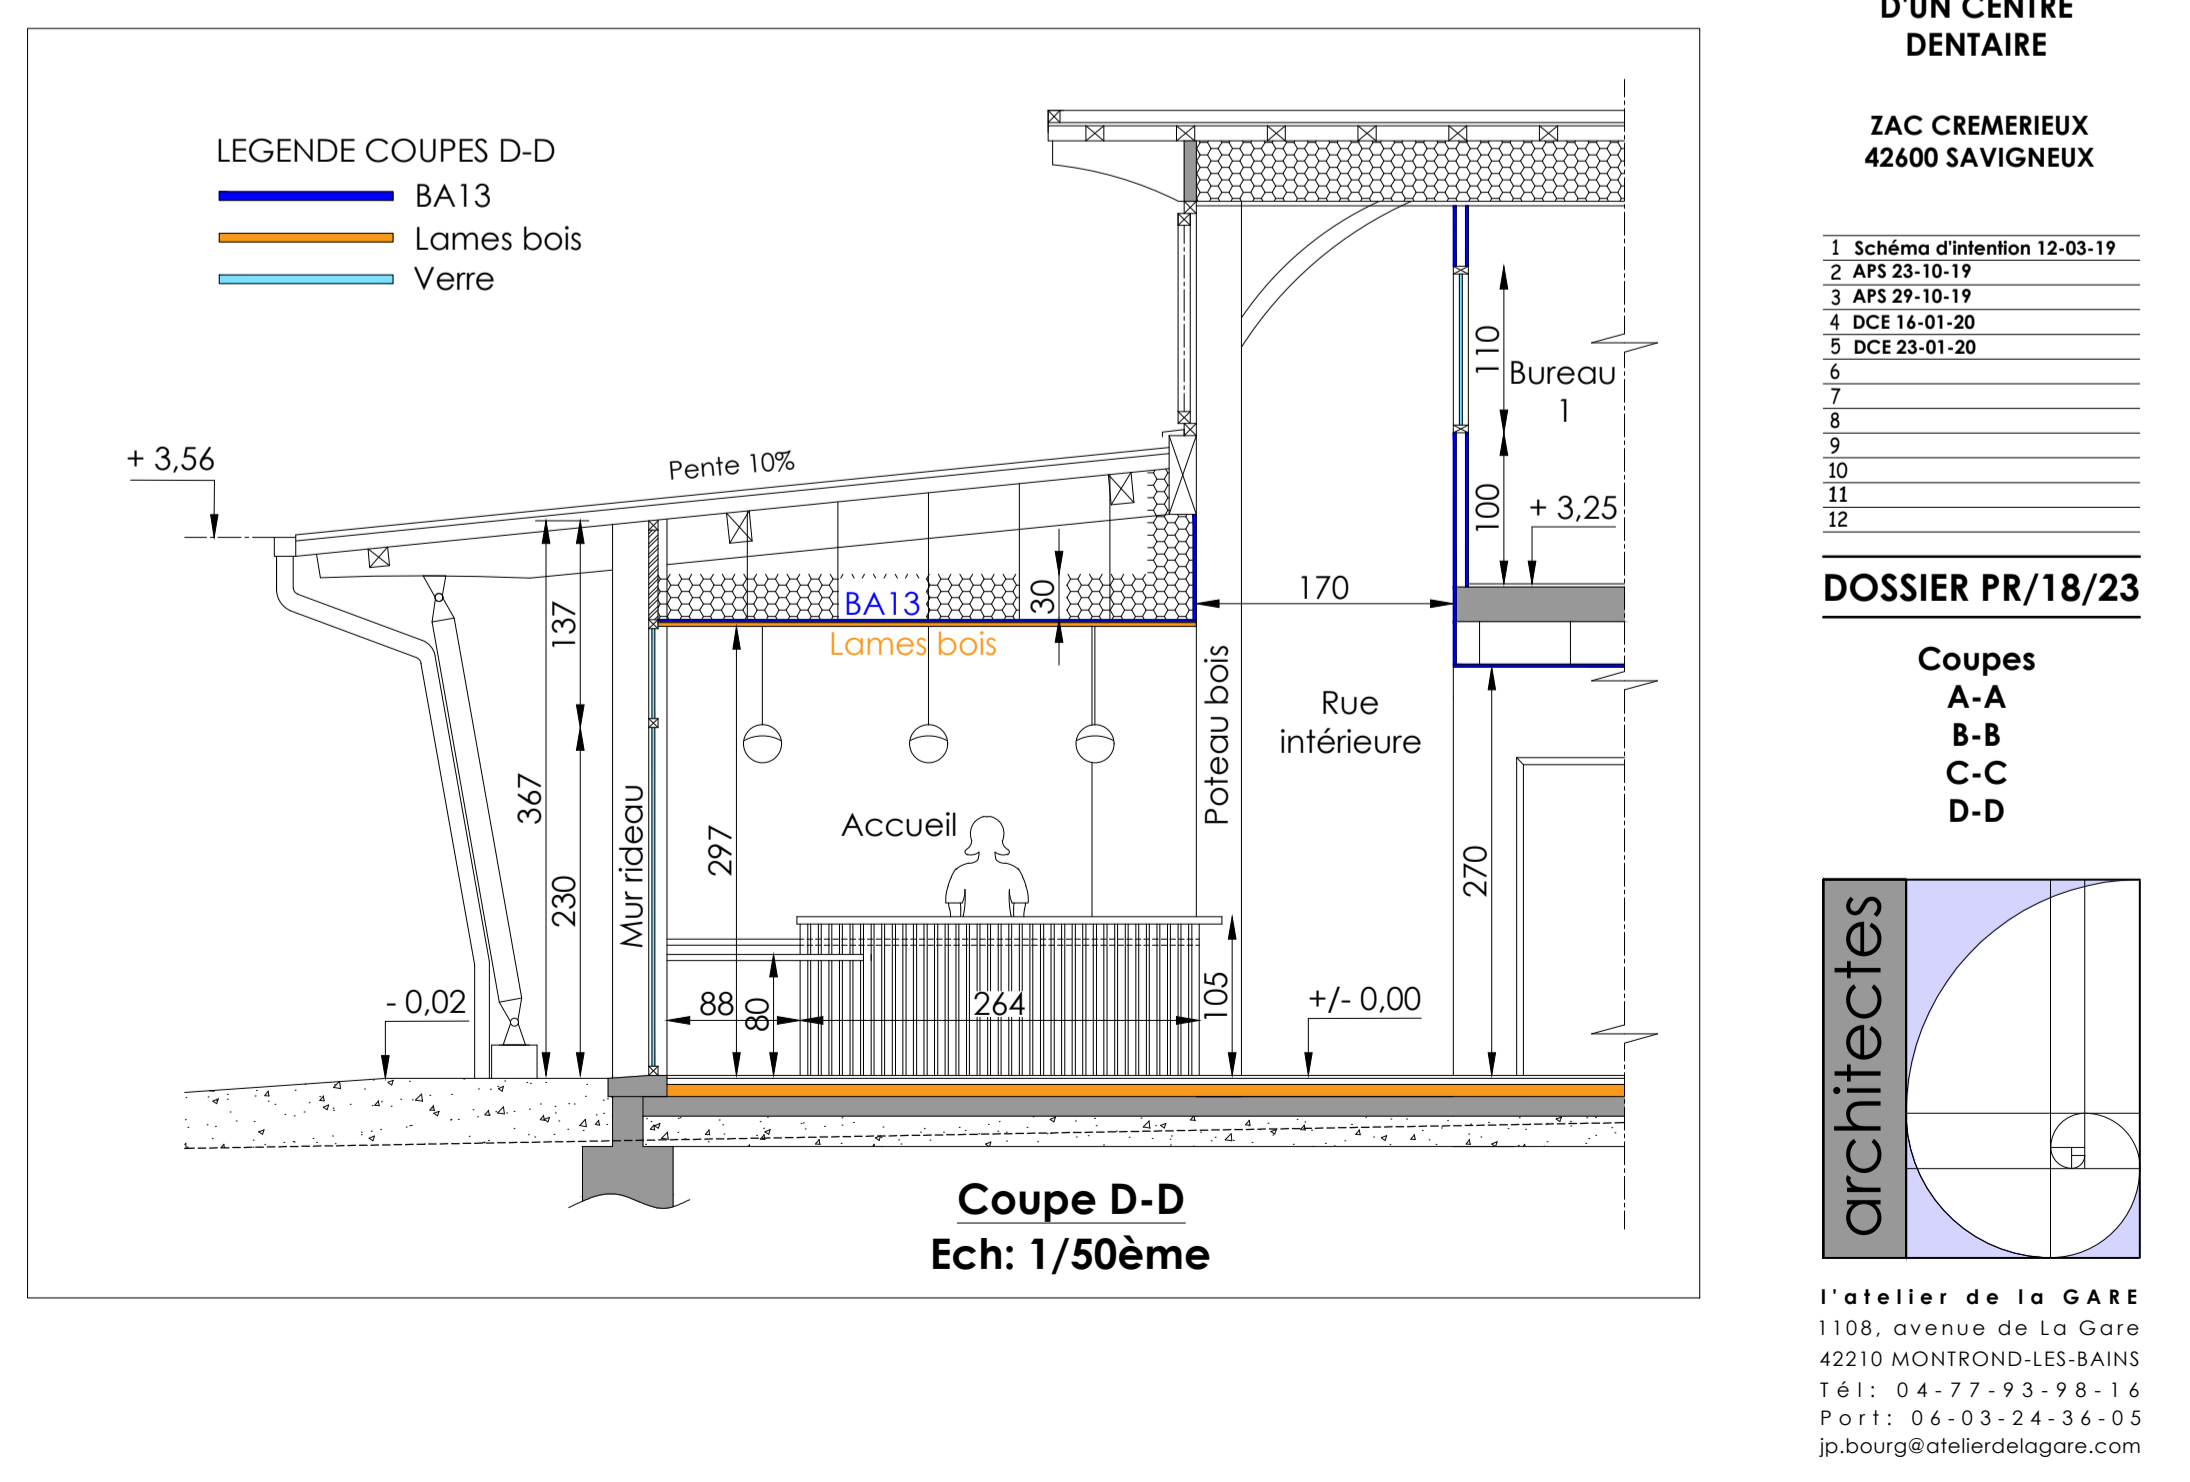 LEGENDE COUPES D-D
BA13
Lames bois
Verre
+ 3,56
Pente 10%
137
367
230
Mur rideau
297
BA13
Lames bois
30
Accueil
88
80
264
105
Poteau bois
170
Rue
intérieure
+/- 0,00
- 0,02
110
Bureau
1
100
+ 3,25
270
Coupe D-D
Ech: 1/50ème
D'UN CENTRE
DENTAIRE
ZAC CREMERIEUX
42600 SAVIGNEUX
1 Schéma d'intention 12-03-19
2 APS 23-10-19
3 APS 29-10-19
4 DCE 16-01-20
5 DCE 23-01-20
6
7
8
9
10
11
12
DOSSIER PR/18/23
Coupes
A-A
B-B
C-C
D-D
architectes
l'atelier de la GARE
1108, avenue de La Gare
42210 MONTROND-LES-BAINS
Tél: 04-77-93-98-16
Port: 06-03-24-36-05
jp.bourg@atelierdelagare.com